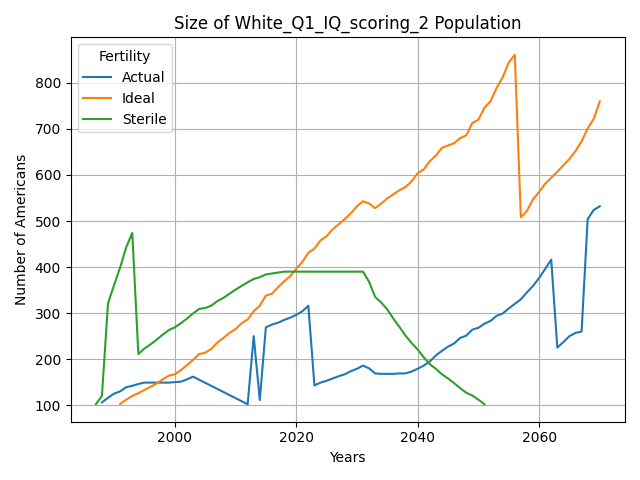 Size of White_Q1_IQ_scoring_2 Population
Fertility
Actual
Ideal
Sterile
Number of Americans
800
700
600
500
400
300
200
100
2000
2020
2040
2060
Years